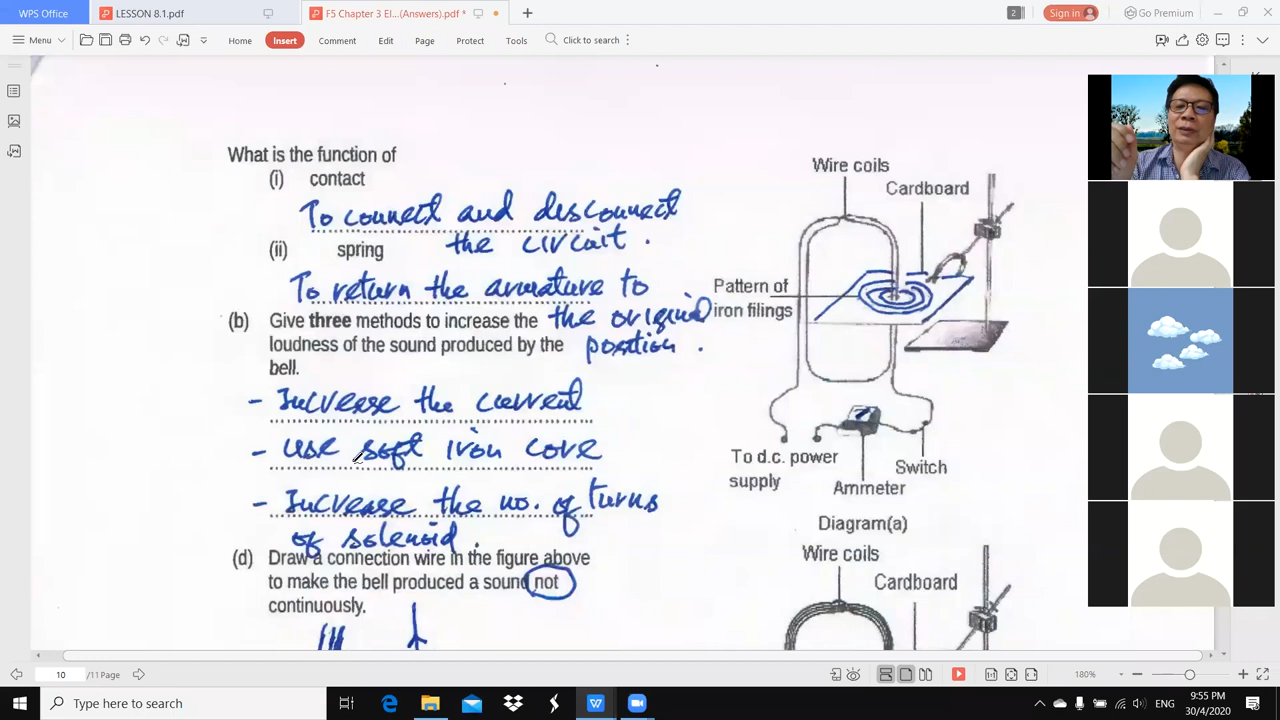 WPS Office
LESSON 8.1.pdf
F5 Chapter 3 El...(Answers).pdf *
+
2
Sign in
Go Premium
Menu
Home
Insert
Comment
Edit
Page
Protect
Tools
Click to search
What is the function of
(i) contact
To connect and disconnect
the circuit.
(ii) spring
To return the armature to
the original
position.
(b) Give three methods to increase the
loudness of the sound produced by the
bell.
- Increase the current
- Use soft iron core
- Increase the no. of turns
of solenoid.
(d) Draw a connection wire in the figure above
to make the bell produced a sound not
continuously.
Wire coils
Cardboard
Pattern of
iron filings
To d.c. power
supply
Switch
Ammeter
Diagram(a)
Wire coils
Cardboard
10
/11 Page
180%
Type here to search
ENG
9:55 PM
30/4/2020